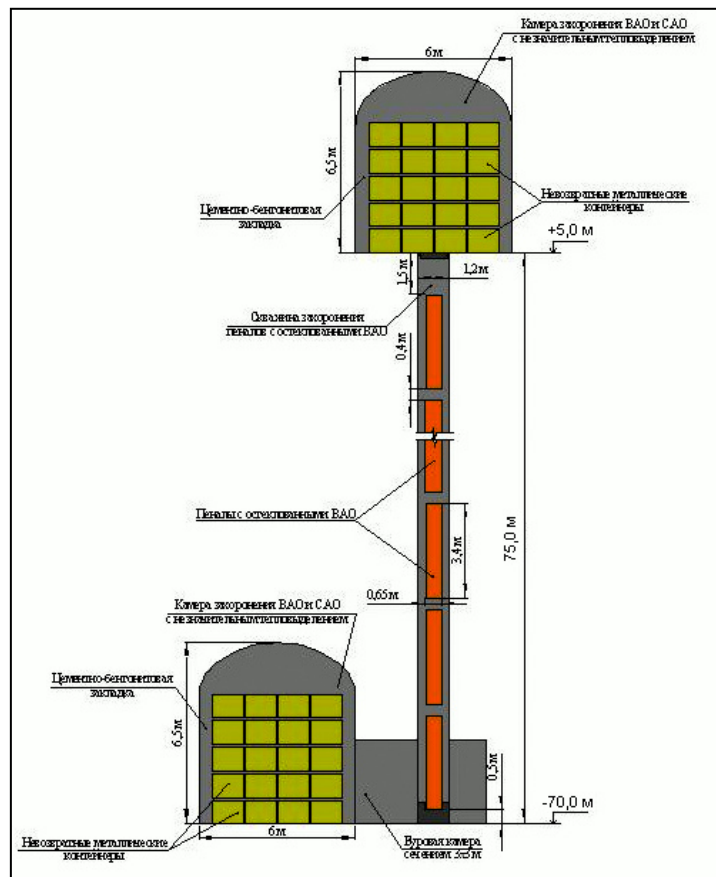 Камера захоронения ВАО и САО
с незначительным тепловыделением
6м
6,5м
Цементно-бентонитовая
закладка
Невозвратные металлические
контейнеры
+5,0 м
1,5м
1,2м
Скважина захоронения
пеналов с остеклованными ВАО
0,4м
Пеналы с остеклованными ВАО
3,4м
75,0 м
0,65м
Камера захоронения ВАО и САО
с незначительным тепловыделением
Цементно-бентонитовая
закладка
6,5м
0,5м
-70,0 м
6м
Невозвратные металлические
контейнеры
Буровая камера
сечением 3х5м